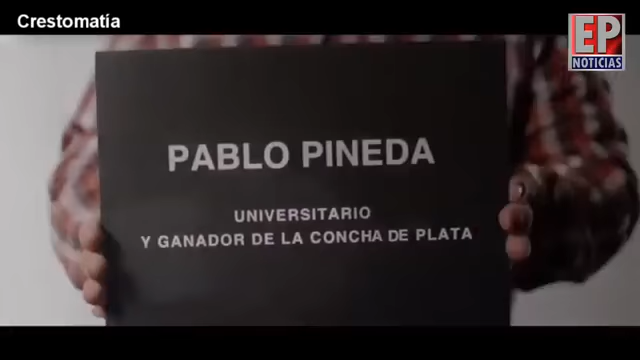 Crestomatía
EP
NOTICIAS
PABLO PINEDA
UNIVERSITARIO
Y GANADOR DE LA CONCHA DE PLATA